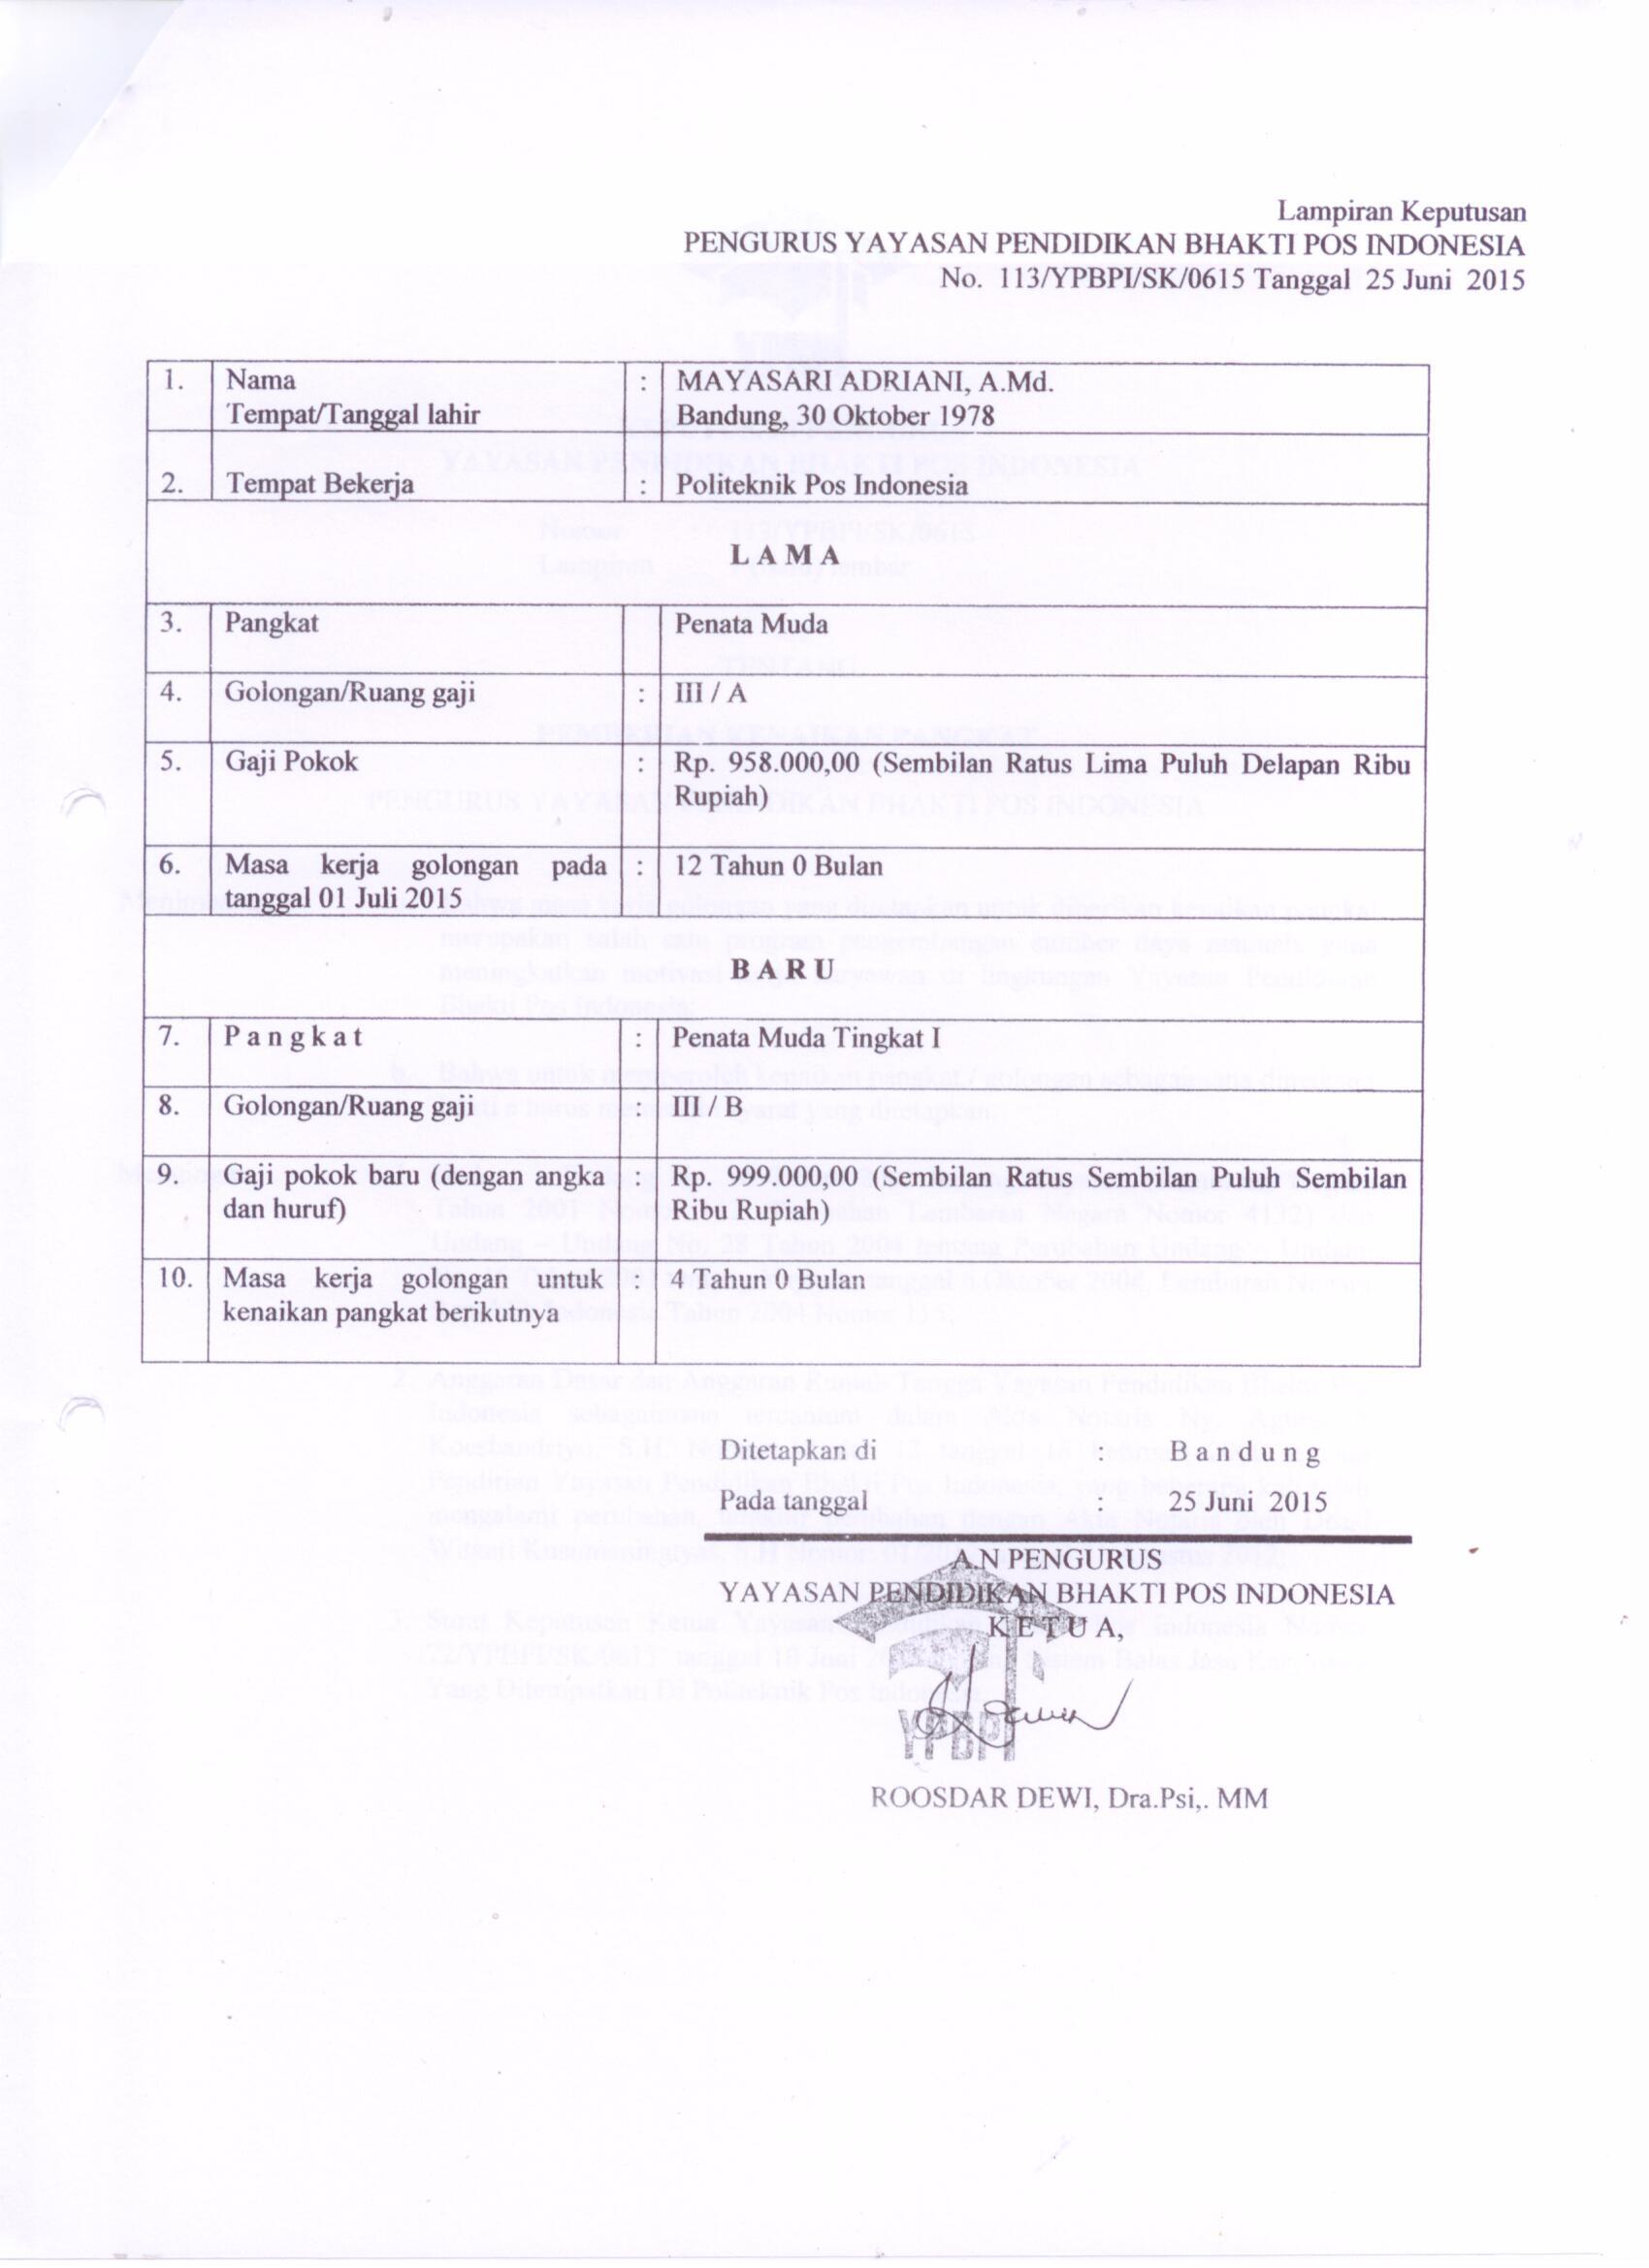 Lampiran Keputusan
PENGURUS YAYASAN PENDIDIKAN BHAKTI POS INDONESIA
No. 113/YPBPI/SK/0615 Tanggal 25 Juni 2015
1. Nama : MAYASARI ADRIANI, A.Md.
Tempat/Tanggal lahir Bandung, 30 Oktober 1978
2. Tempat Bekerja : Politeknik Pos Indonesia
L A M A
3. Pangkat Penata Muda
4. Golongan/Ruang gaji : III / A
5. Gaji Pokok : Rp. 958.000,00 (Sembilan Ratus Lima Puluh Delapan Ribu
Rupiah)
6. Masa kerja golongan pada : 12 Tahun 0 Bulan
tanggal 01 Juli 2015
B A R U
7. P a n g k a t : Penata Muda Tingkat I
8. Golongan/Ruang gaji : III / B
9. Gaji pokok baru (dengan angka : Rp. 999.000,00 (Sembilan Ratus Sembilan Puluh Sembilan
dan huruf) Ribu Rupiah)
10. Masa kerja golongan untuk : 4 Tahun 0 Bulan
kenaikan pangkat berikutnya
Ditetapkan di : B a n d u n g
Pada tanggal : 25 Juni 2015
A.N PENGURUS
YAYASAN PENDIDIKAN BHAKTI POS INDONESIA
K E T U A,
YPBPI
ROOSDAR DEWI, Dra.Psi,. MM